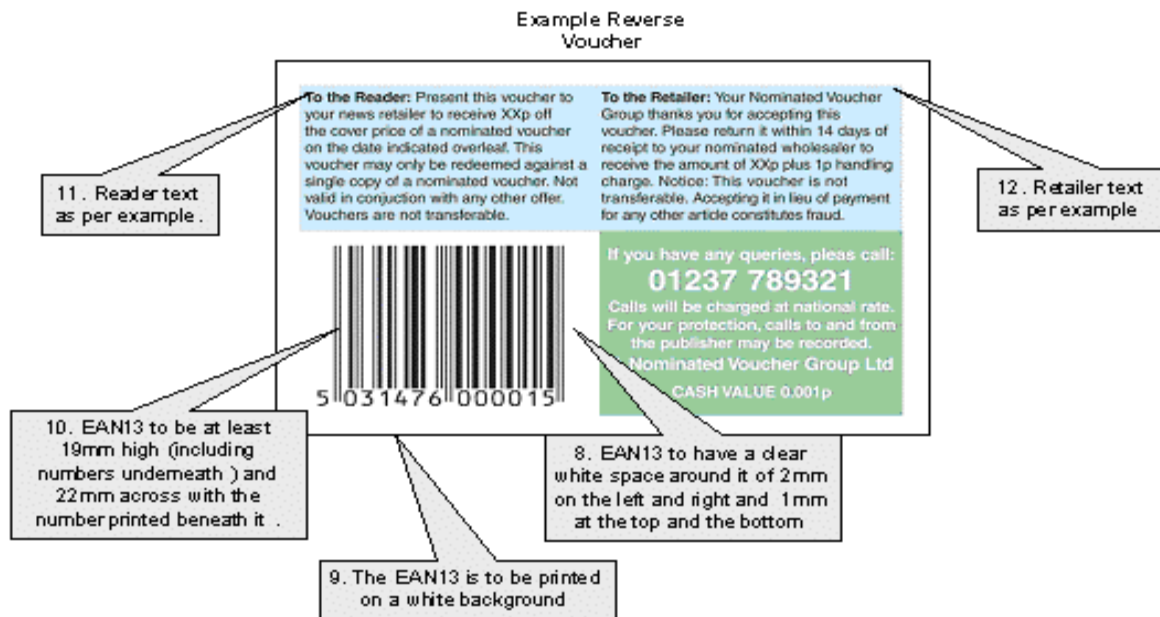 Example Reverse
Voucher
To the Reader: Present this voucher to
your news retailer to receive XXp off
the cover price of a nominated voucher
on the date indicated overleaf. This
voucher may only be redeemed against a
single copy of a nominated voucher. Not
valid in conjuction with any other offer.
Vouchers are not transferable.
To the Retailer: Your Nominated Voucher
Group thanks you for accepting this
voucher. Please return it within 14 days of
receipt to your nominated wholesaler to
receive the amount of XXp plus 1p handling
charge. Notice: This voucher is not
transferable. Accepting it in lieu of payment
for any other article constitutes fraud.
11. Reader text
as per example.
12. Retailer text
as per example
If you have any queries, pleas call:
01237 789321
Calls will be charged at national rate.
For your protection, calls to and from
the publisher may be recorded.
Nominated Voucher Group Ltd
CASH VALUE 0.001p
5 031476 000015
10. EAN13 to be at least
19mm high (including
numbers underneath ) and
22mm across with the
number printed beneath it .
8. EAN13 to have a clear
white space around it of 2mm
on the left and right and 1mm
at the top and the bottom
9. The EAN13 is to be printed
on a white background